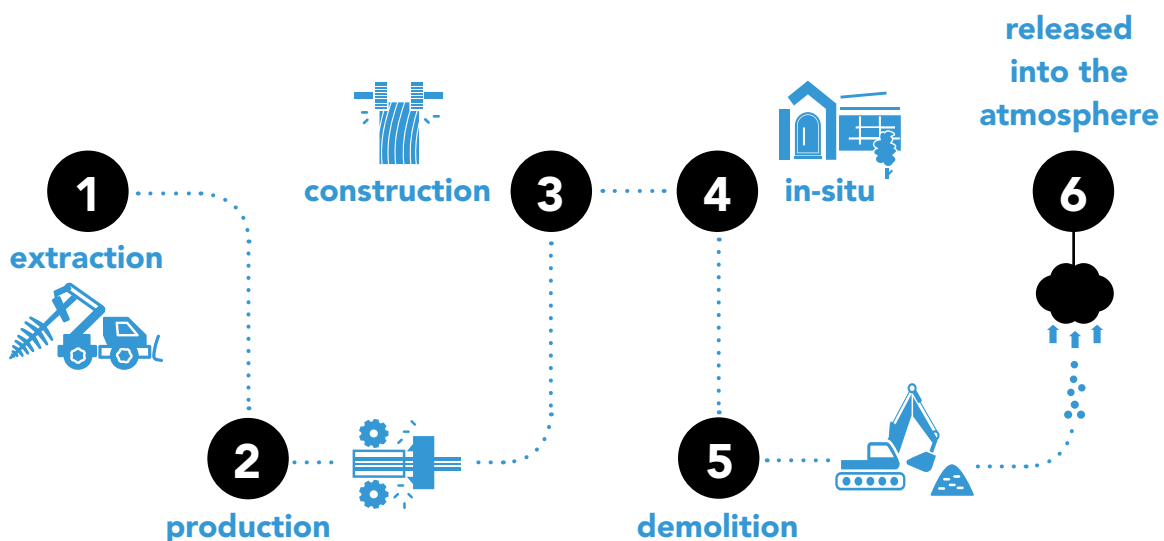 1
extraction
2
production
construction
3
4
in-situ
5
demolition
released
into the
atmosphere
6